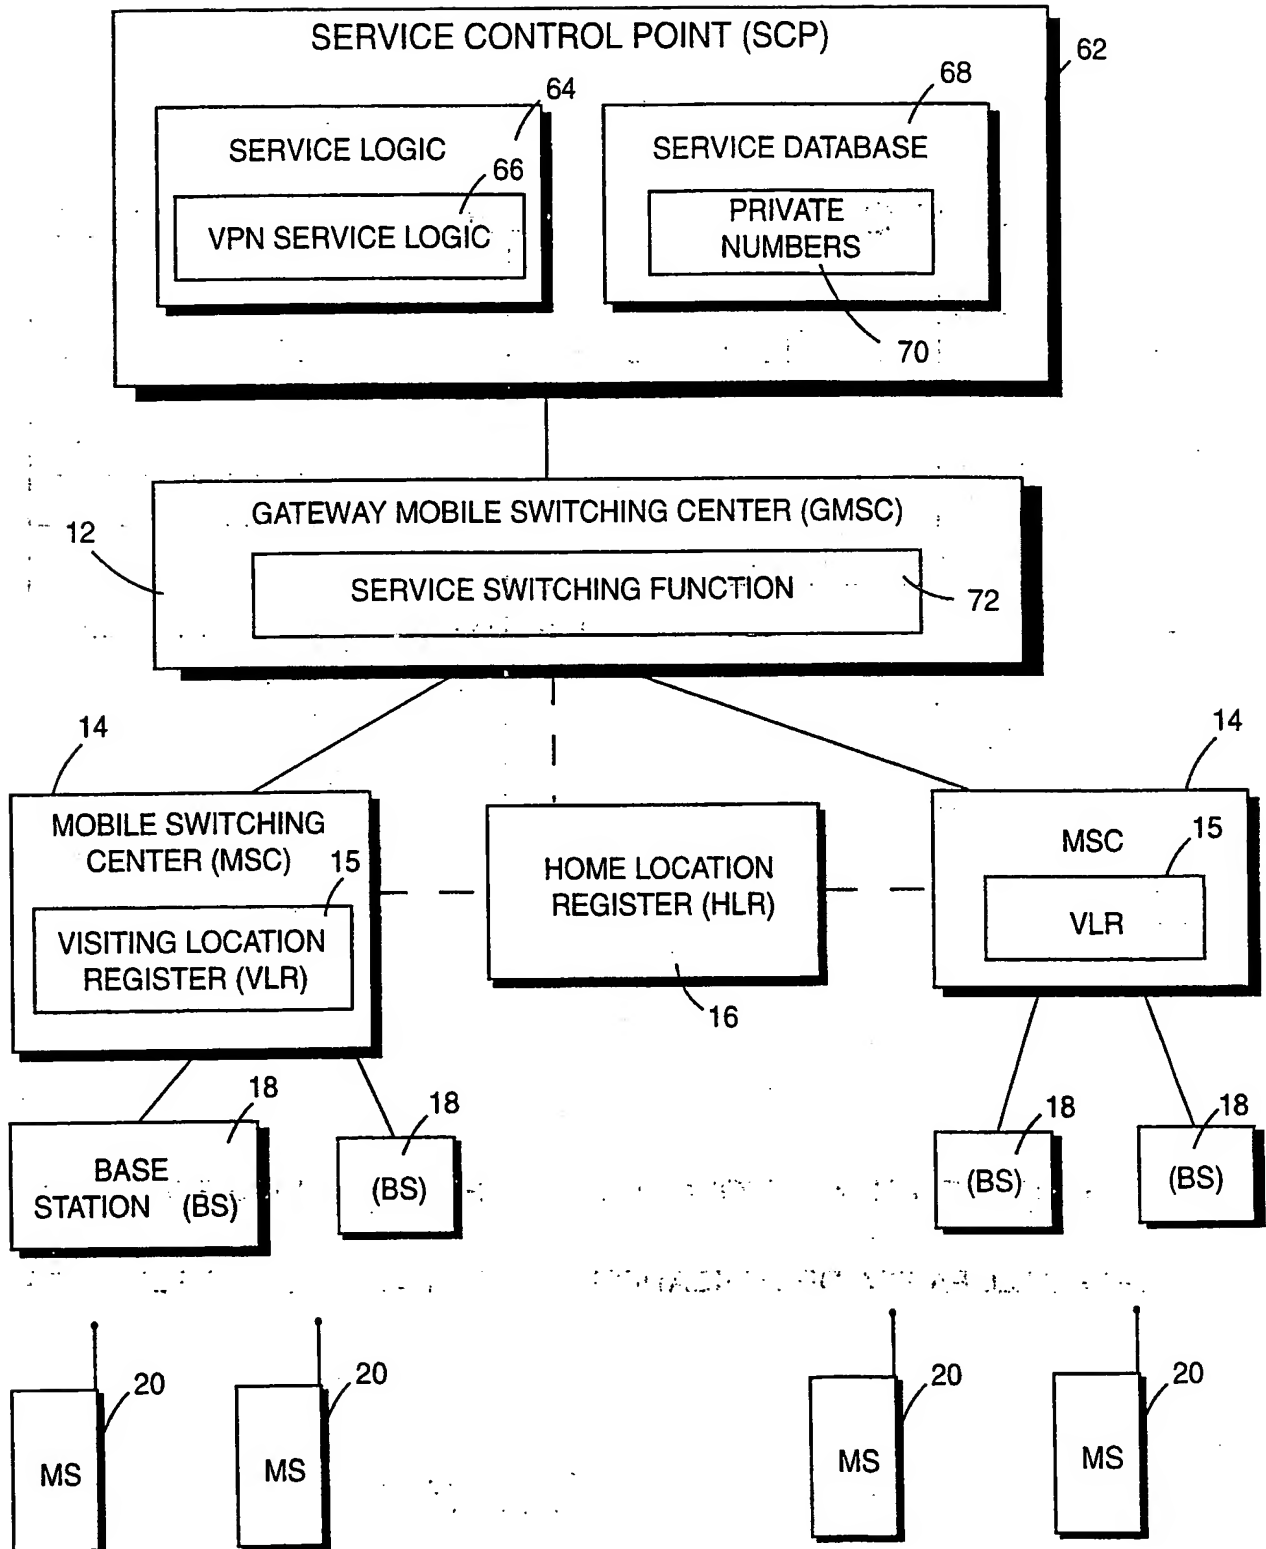 SERVICE CONTROL POINT (SCP)
62
64
68
SERVICE LOGIC
SERVICE DATABASE
66
VPN SERVICE LOGIC
PRIVATE
NUMBERS
70
GATEWAY MOBILE SWITCHING CENTER (GMSC)
12
SERVICE SWITCHING FUNCTION
72
14
14
MOBILE SWITCHING
CENTER (MSC)
15
VISITING LOCATION
REGISTER (VLR)
HOME LOCATION
REGISTER (HLR)
16
MSC
15
VLR
18
18
18
18
BASE
STATION (BS)
(BS)
(BS)
(BS)
20
20
20
20
MS
MS
MS
MS